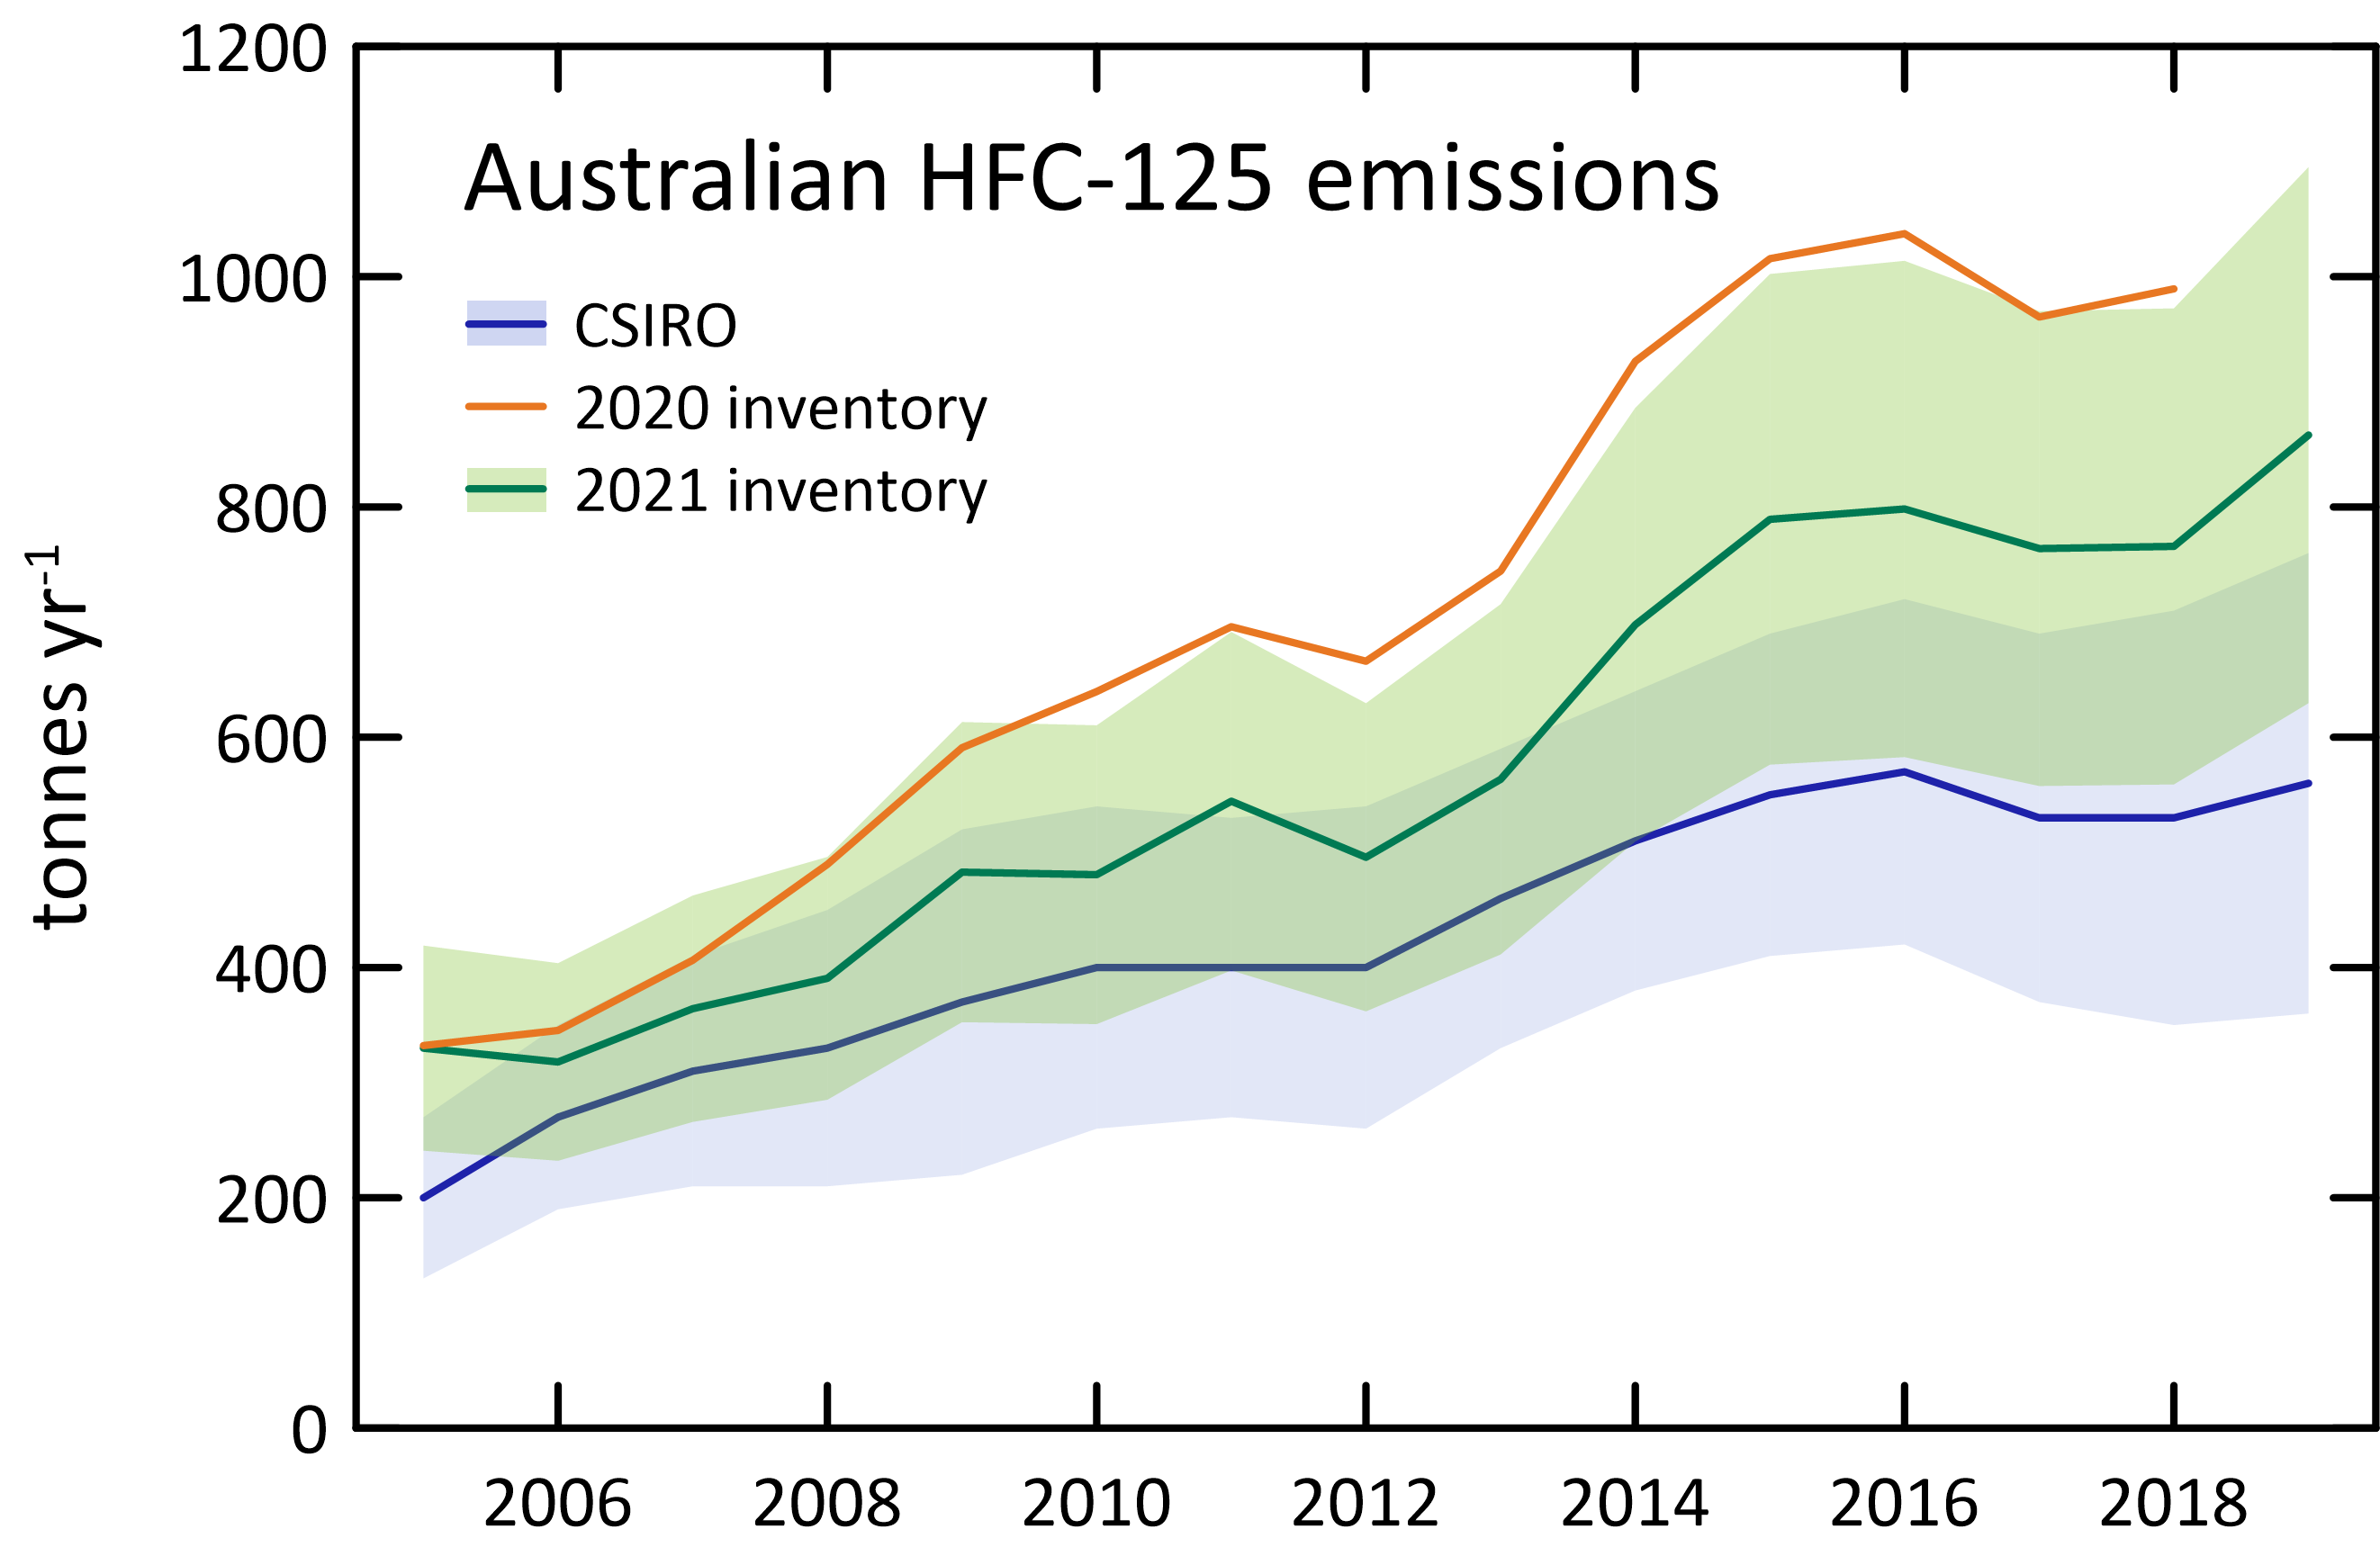 Australian HFC-125 emissions
CSIRO
2020 inventory
2021 inventory
tonnes yr⁻¹
1200
1000
800
600
400
200
0
2006 2008 2010 2012 2014 2016 2018